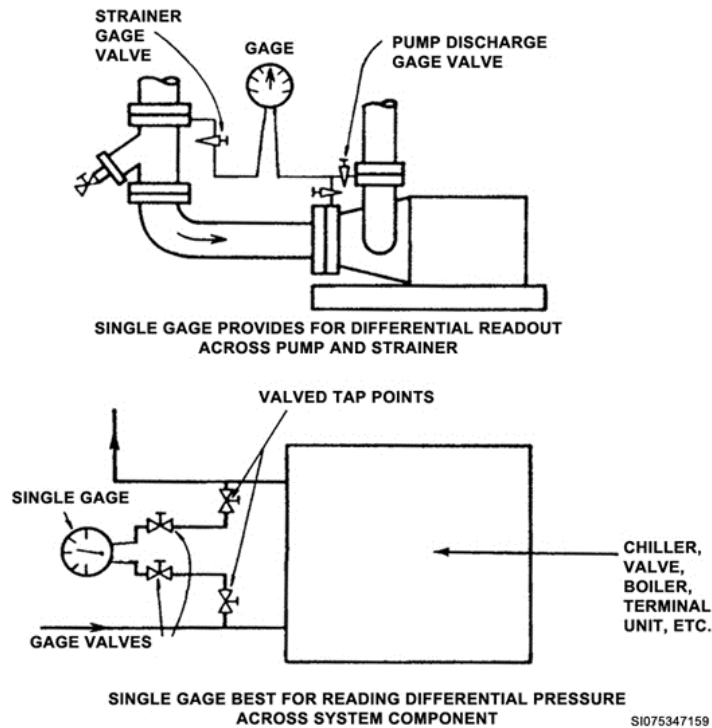 STRAINER
GAGE
VALVE
GAGE
PUMP DISCHARGE
GAGE VALVE
SINGLE GAGE PROVIDES FOR DIFFERENTIAL READOUT
ACROSS PUMP AND STRAINER
VALVED TAP POINTS
SINGLE GAGE
CHILLER,
VALVE,
BOILER,
TERMINAL
UNIT, ETC.
GAGE VALVES
SINGLE GAGE BEST FOR READING DIFFERENTIAL PRESSURE
ACROSS SYSTEM COMPONENT
SI075347159